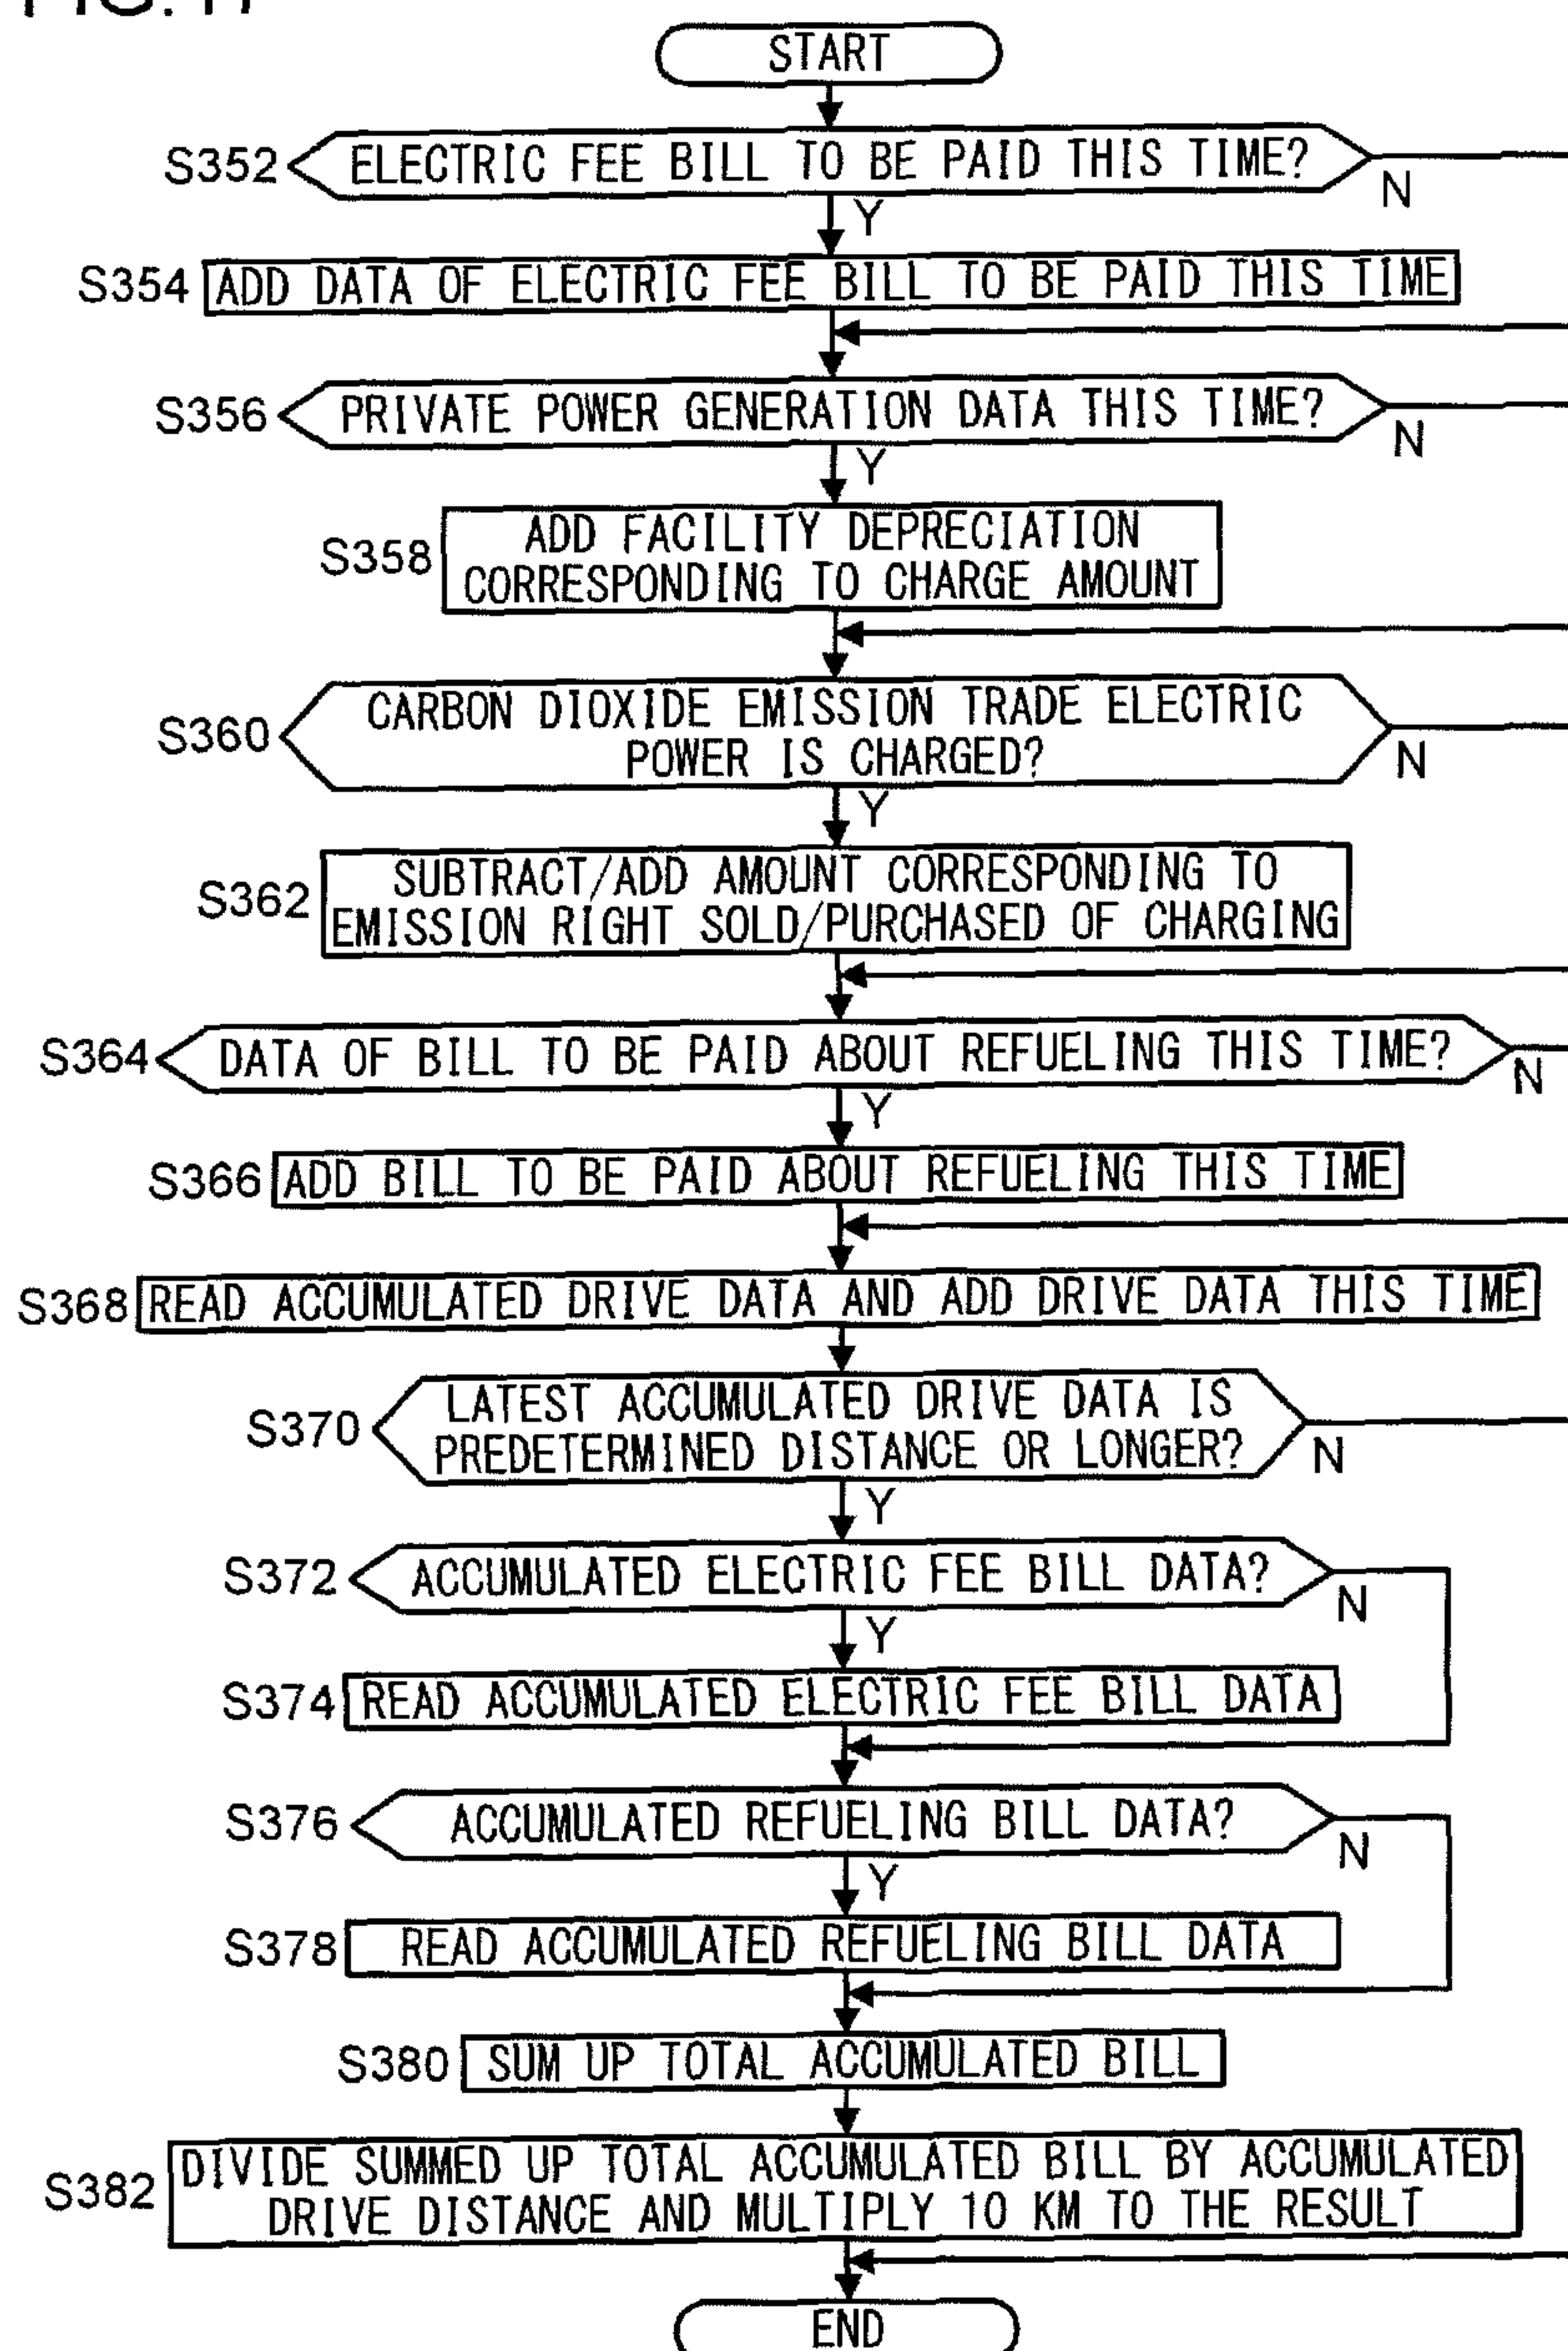 FIG. 17
START
S352 ELECTRIC FEE BILL TO BE PAID THIS TIME?
N
Y
S354 ADD DATA OF ELECTRIC FEE BILL TO BE PAID THIS TIME
S356 PRIVATE POWER GENERATION DATA THIS TIME?
N
Y
S358 ADD FACILITY DEPRECIATION
CORRESPONDING TO CHARGE AMOUNT
S360 CARBON DIOXIDE EMISSION TRADE ELECTRIC
POWER IS CHARGED?
N
Y
S362 SUBTRACT/ADD AMOUNT CORRESPONDING TO
EMISSION RIGHT SOLD/PURCHASED OF CHARGING
S364 DATA OF BILL TO BE PAID ABOUT REFUELING THIS TIME?
N
Y
S366 ADD BILL TO BE PAID ABOUT REFUELING THIS TIME
S368 READ ACCUMULATED DRIVE DATA AND ADD DRIVE DATA THIS TIME
S370 LATEST ACCUMULATED DRIVE DATA IS
PREDETERMINED DISTANCE OR LONGER?
N
Y
S372 ACCUMULATED ELECTRIC FEE BILL DATA?
N
Y
S374 READ ACCUMULATED ELECTRIC FEE BILL DATA
S376 ACCUMULATED REFUELING BILL DATA?
N
Y
S378 READ ACCUMULATED REFUELING BILL DATA
S380 SUM UP TOTAL ACCUMULATED BILL
S382 DIVIDE SUMMED UP TOTAL ACCUMULATED BILL BY ACCUMULATED
DRIVE DISTANCE AND MULTIPLY 10 KM TO THE RESULT
END